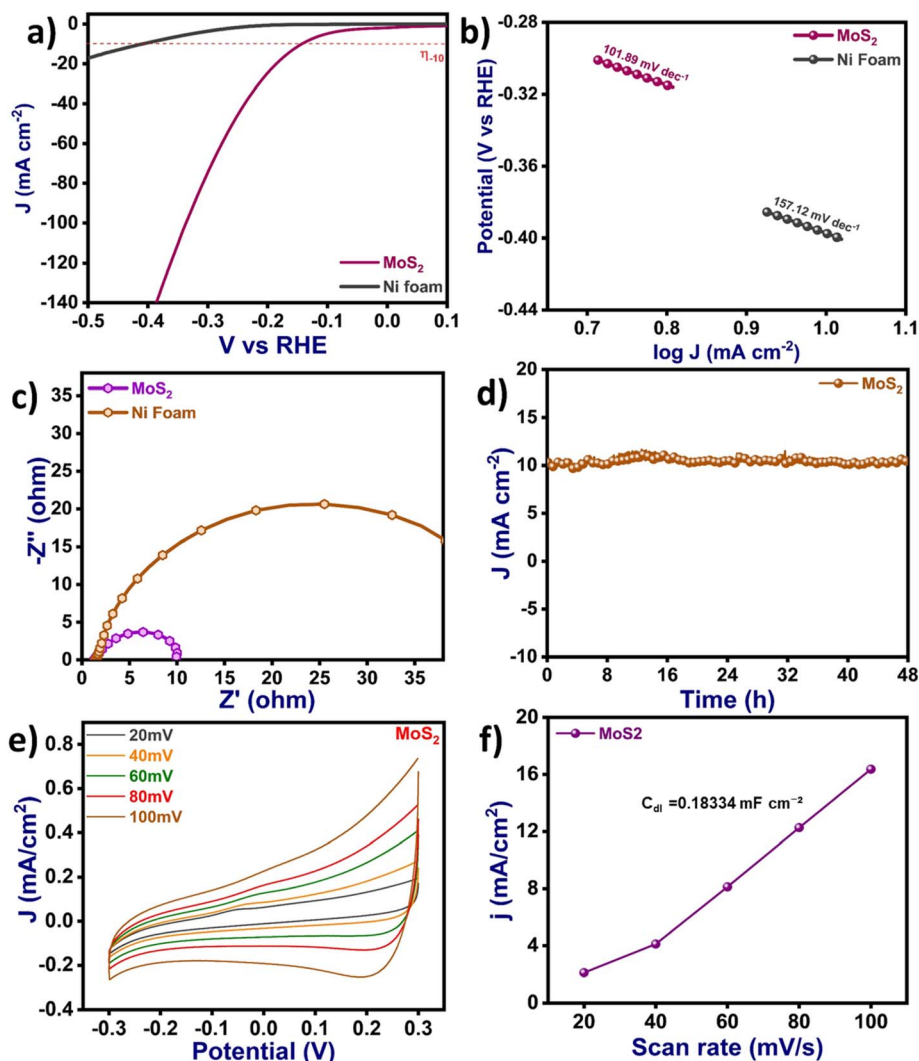 a)
J (mA cm⁻²)
0
-20
-40
-60
-80
-100
-120
-140
η-10
MoS₂
Ni foam
-0.5 -0.4 -0.3 -0.2 -0.1 0.0 0.1
V vs RHE
b)
Potential (V vs RHE)
-0.28
-0.32
-0.36
-0.40
-0.44
MoS₂
Ni Foam
101.89 mV dec⁻¹
157.12 mV dec⁻¹
0.7 0.8 0.9 1.0 1.1
log J (mA cm⁻²)
c)
-Z" (ohm)
35
30
25
20
15
10
5
0
MoS₂
Ni Foam
0 5 10 15 20 25 30 35
Z' (ohm)
d)
J (mA cm⁻²)
20
15
10
5
0
-5
-10
MoS₂
0 8 16 24 32 40 48
Time (h)
e)
J (mA/cm²)
0.8
0.6
0.4
0.2
0.0
-0.2
-0.4
20mV
40mV
60mV
80mV
100mV
MoS₂
-0.3 -0.2 -0.1 0.0 0.1 0.2 0.3
Potential (V)
f)
j (mA/cm²)
20
16
12
8
4
0
MoS2
C dl =0.18334 mF cm⁻²
20 40 60 80 100
Scan rate (mV/s)